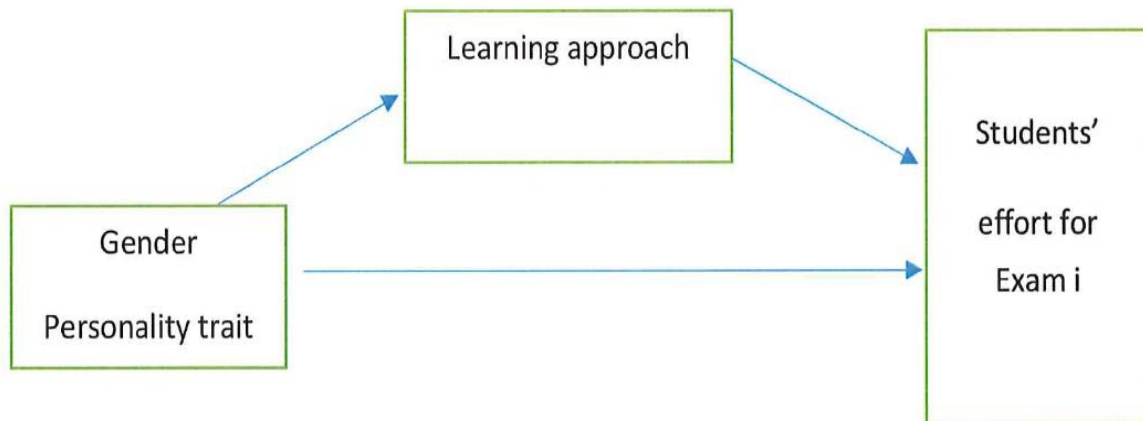 Learning approach
Gender
Personality trait
Students’
effort for
Exam i